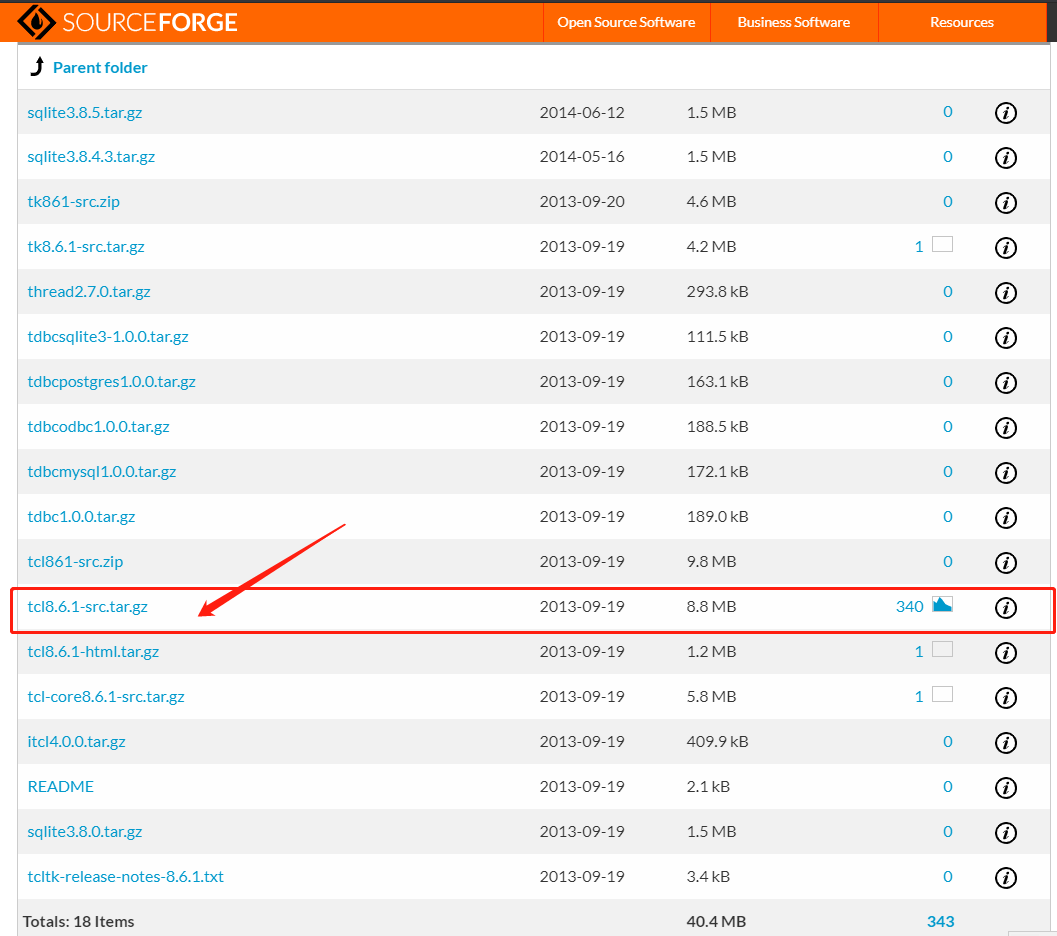 SOURCEFORGE Open Source Software Business Software Resources
Parent folder
sqlite3.8.5.tar.gz 2014-06-12 1.5 MB 0
sqlite3.8.4.3.tar.gz 2014-05-16 1.5 MB 0
tk861-src.zip 2013-09-20 4.6 MB 0
tk8.6.1-src.tar.gz 2013-09-19 4.2 MB 1
thread2.7.0.tar.gz 2013-09-19 293.8 kB 0
tdbcsqlite3-1.0.0.tar.gz 2013-09-19 111.5 kB 0
tdbcpostgres1.0.0.tar.gz 2013-09-19 163.1 kB 0
tdbcodbc1.0.0.tar.gz 2013-09-19 188.5 kB 0
tdbcmysql1.0.0.tar.gz 2013-09-19 172.1 kB 0
tdbc1.0.0.tar.gz 2013-09-19 189.0 kB 0
tcl861-src.zip 2013-09-19 9.8 MB 0
tcl8.6.1-src.tar.gz 2013-09-19 8.8 MB 340
tcl8.6.1-html.tar.gz 2013-09-19 1.2 MB 1
tcl-core8.6.1-src.tar.gz 2013-09-19 5.8 MB 1
itcl4.0.0.tar.gz 2013-09-19 409.9 kB 0
README 2013-09-19 2.1 kB 0
sqlite3.8.0.tar.gz 2013-09-19 1.5 MB 0
tcltk-release-notes-8.6.1.txt 2013-09-19 3.4 kB 0
Totals: 18 Items 40.4 MB 343